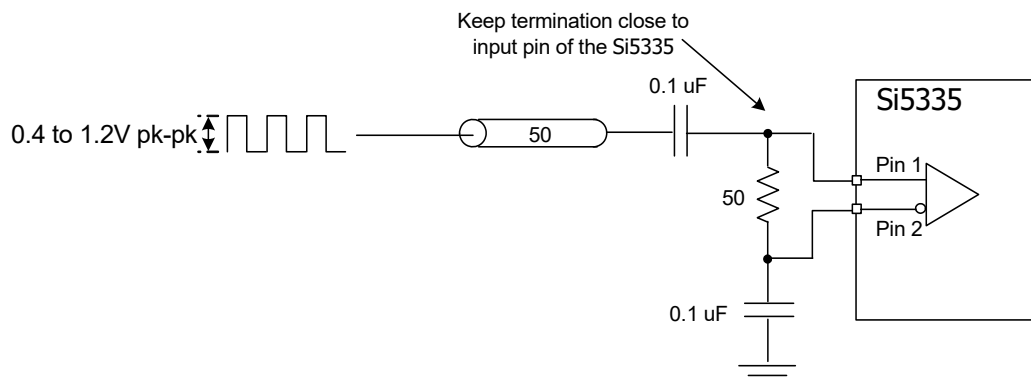 Keep termination close to
input pin of the Si5335
0.1 uF
Si5335
0.4 to 1.2V pk-pk
50
Pin 1
50
Pin 2
0.1 uF